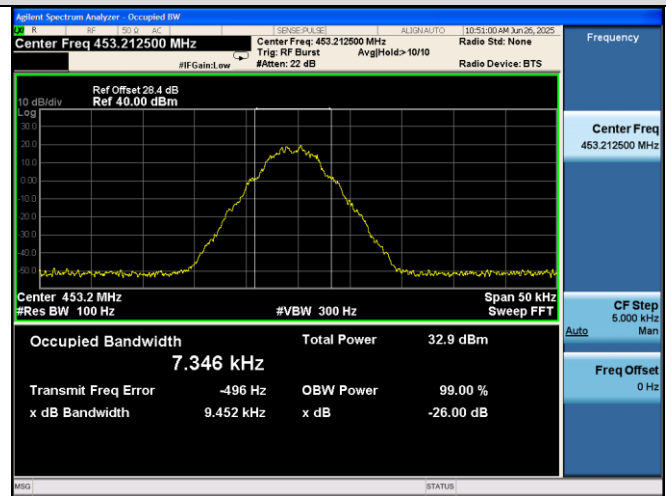 Agilent Spectrum Analyzer - Occupied BW
R RF 50 Ω AC SENSE:PULSE ALIGN AUTO 10:51:00 AM Jun 26, 2025
Center Freq 453.212500 MHz
Center Freq: 453.212500 MHz Radio Std: None
Trig: RF Burst Avg|Hold:> 10/10
#IFGain:Low #Atten: 22 dB Radio Device: BTS
Frequency
Ref Offset 28.4 dB
10 dB/div Ref 40.00 dBm
Log
30.0
20.0
10.0
0.00
-10.0
-20.0
-30.0
-40.0
-50.0
Center Freq
453.212500 MHz
Center 453.2 MHz Span 50 kHz
#Res BW 100 Hz #VBW 300 Hz Sweep FFT
CF Step
5.000 kHz
Auto Man
Freq Offset
0 Hz
Occupied Bandwidth Total Power 32.9 dBm
7.346 kHz
Transmit Freq Error -496 Hz OBW Power 99.00 %
x dB Bandwidth 9.452 kHz x dB -26.00 dB
MSG STATUS